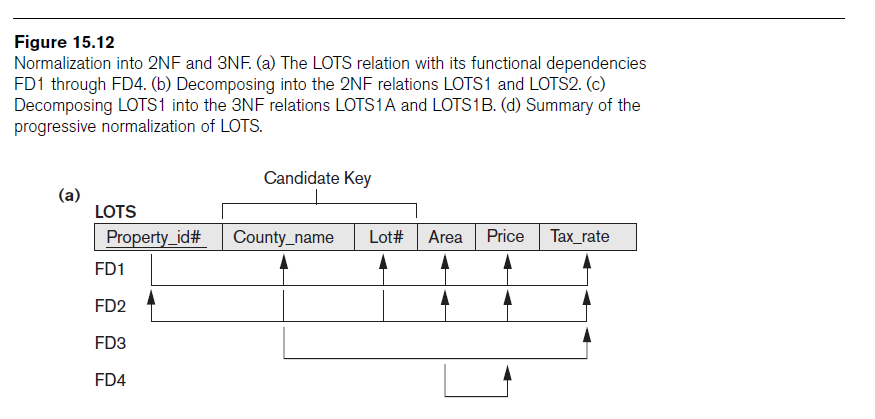 Figure 15.12
Normalization into 2NF and 3NF. (a) The LOTS relation with its functional dependencies
FD1 through FD4. (b) Decomposing into the 2NF relations LOTS1 and LOTS2. (c)
Decomposing LOTS1 into the 3NF relations LOTS1A and LOTS1B. (d) Summary of the
progressive normalization of LOTS.
Candidate Key
(a)
LOTS
Property_id# County_name Lot# Area Price Tax_rate
FD1
FD2
FD3
FD4